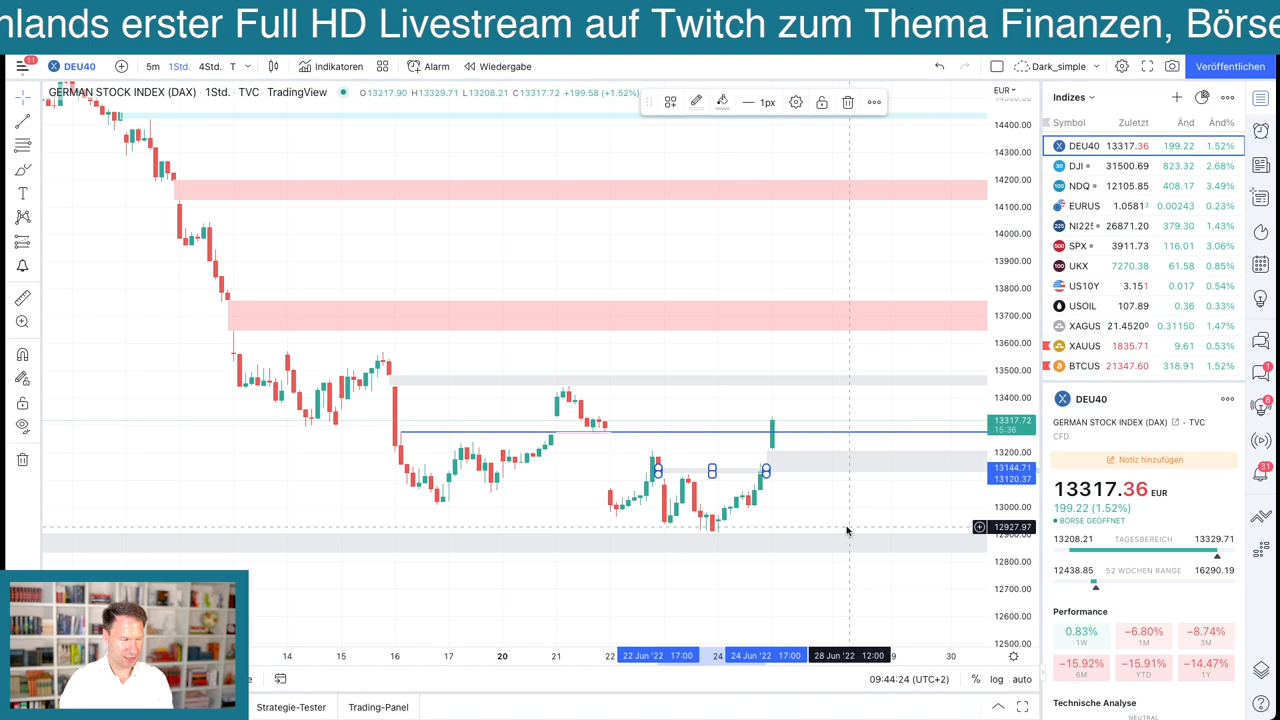 nlands erster Full HD Livestream auf Twitch zum Thema Finanzen, Börse
11
DEU40
5m 1Std. 4Std. T
Indikatoren
Alarm
Wiedergabe
Dark_simple
Veröffentlichen
GERMAN STOCK INDEX (DAX) 1Std. TVC TradingView
O13217.90 H13329.71 L13208.21 C13317.72 +199.58 (+1.52%)
1px
EUR
14400.00
14300.00
14200.00
14100.00
14000.00
13900.00
13800.00
13700.00
13600.00
13500.00
13400.00
13317.72
15:36
13200.00
13144.71
13120.37
13000.00
12927.97
12800.00
12700.00
12600.00
12500.00
14 15 16 17 20 21 22 22 Jun '22 17:00 24 24 Jun '22 17:00 28 Jun '22 12:00 9 30
09:44:24 (UTC+2)
% log auto
Strategie-Tester
Trading-Panel
Indizes
Symbol Zuletzt Änd Änd%
DEU40 13317.36 199.22 1.52%
DJI 31500.69 823.32 2.68%
NDQ 12105.85 408.17 3.49%
EURUS 1.0581³ 0.00243 0.23%
NI225 26871.20 379.30 1.43%
SPX 3911.73 116.01 3.06%
UKX 7270.38 61.58 0.85%
US10Y 3.151 0.017 0.54%
USOIL 107.89 0.36 0.33%
XAGUS 21.4520⁰ 0.31150 1.47%
XAUUS 1835.71 9.61 0.53%
BTCUS 21347.60 318.91 1.52%
DEU40
GERMAN STOCK INDEX (DAX) TVC
CFD
Notiz hinzufügen
13317.36 EUR
199.22 (1.52%)
BÖRSE GEÖFFNET
13208.21 TAGESBEREICH 13329.71
12438.85 52 WOCHEN RANGE 16290.19
Performance
0.83% −6.80% −8.74%
1W 1M 3M
−15.92% −15.91% −14.47%
6M YTD 1Y
Technische Analyse
NEUTRAL
1
8
31